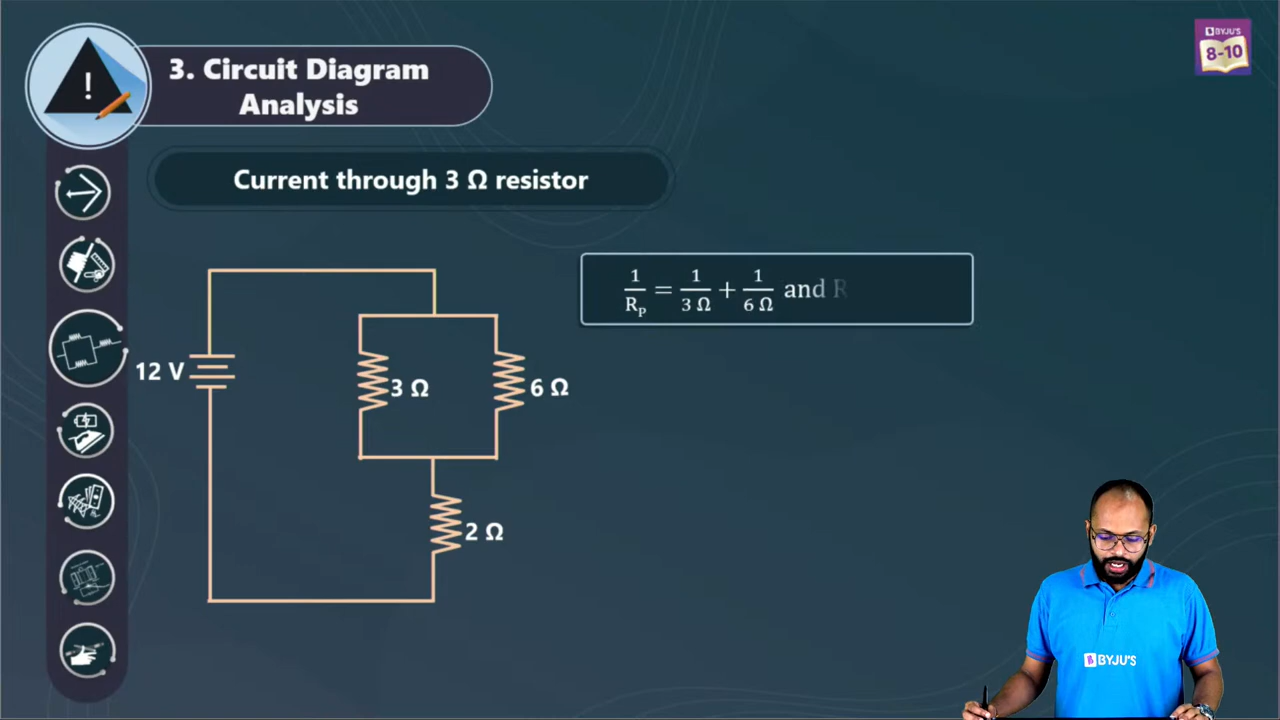 BYJU'S
8-10
3. Circuit Diagram
Analysis
Current through 3 Ω resistor
1/Rp = 1/3 Ω + 1/6 Ω and R
12 V
3 Ω
6 Ω
2 Ω
BYJU'S